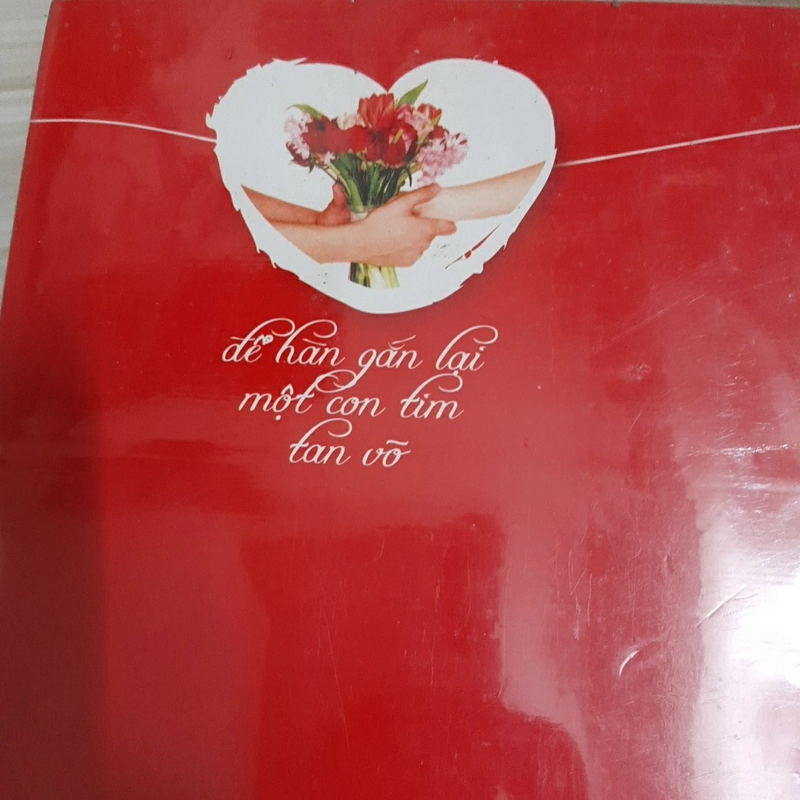 để hàn gắn lại
một con tim
tan vỡ